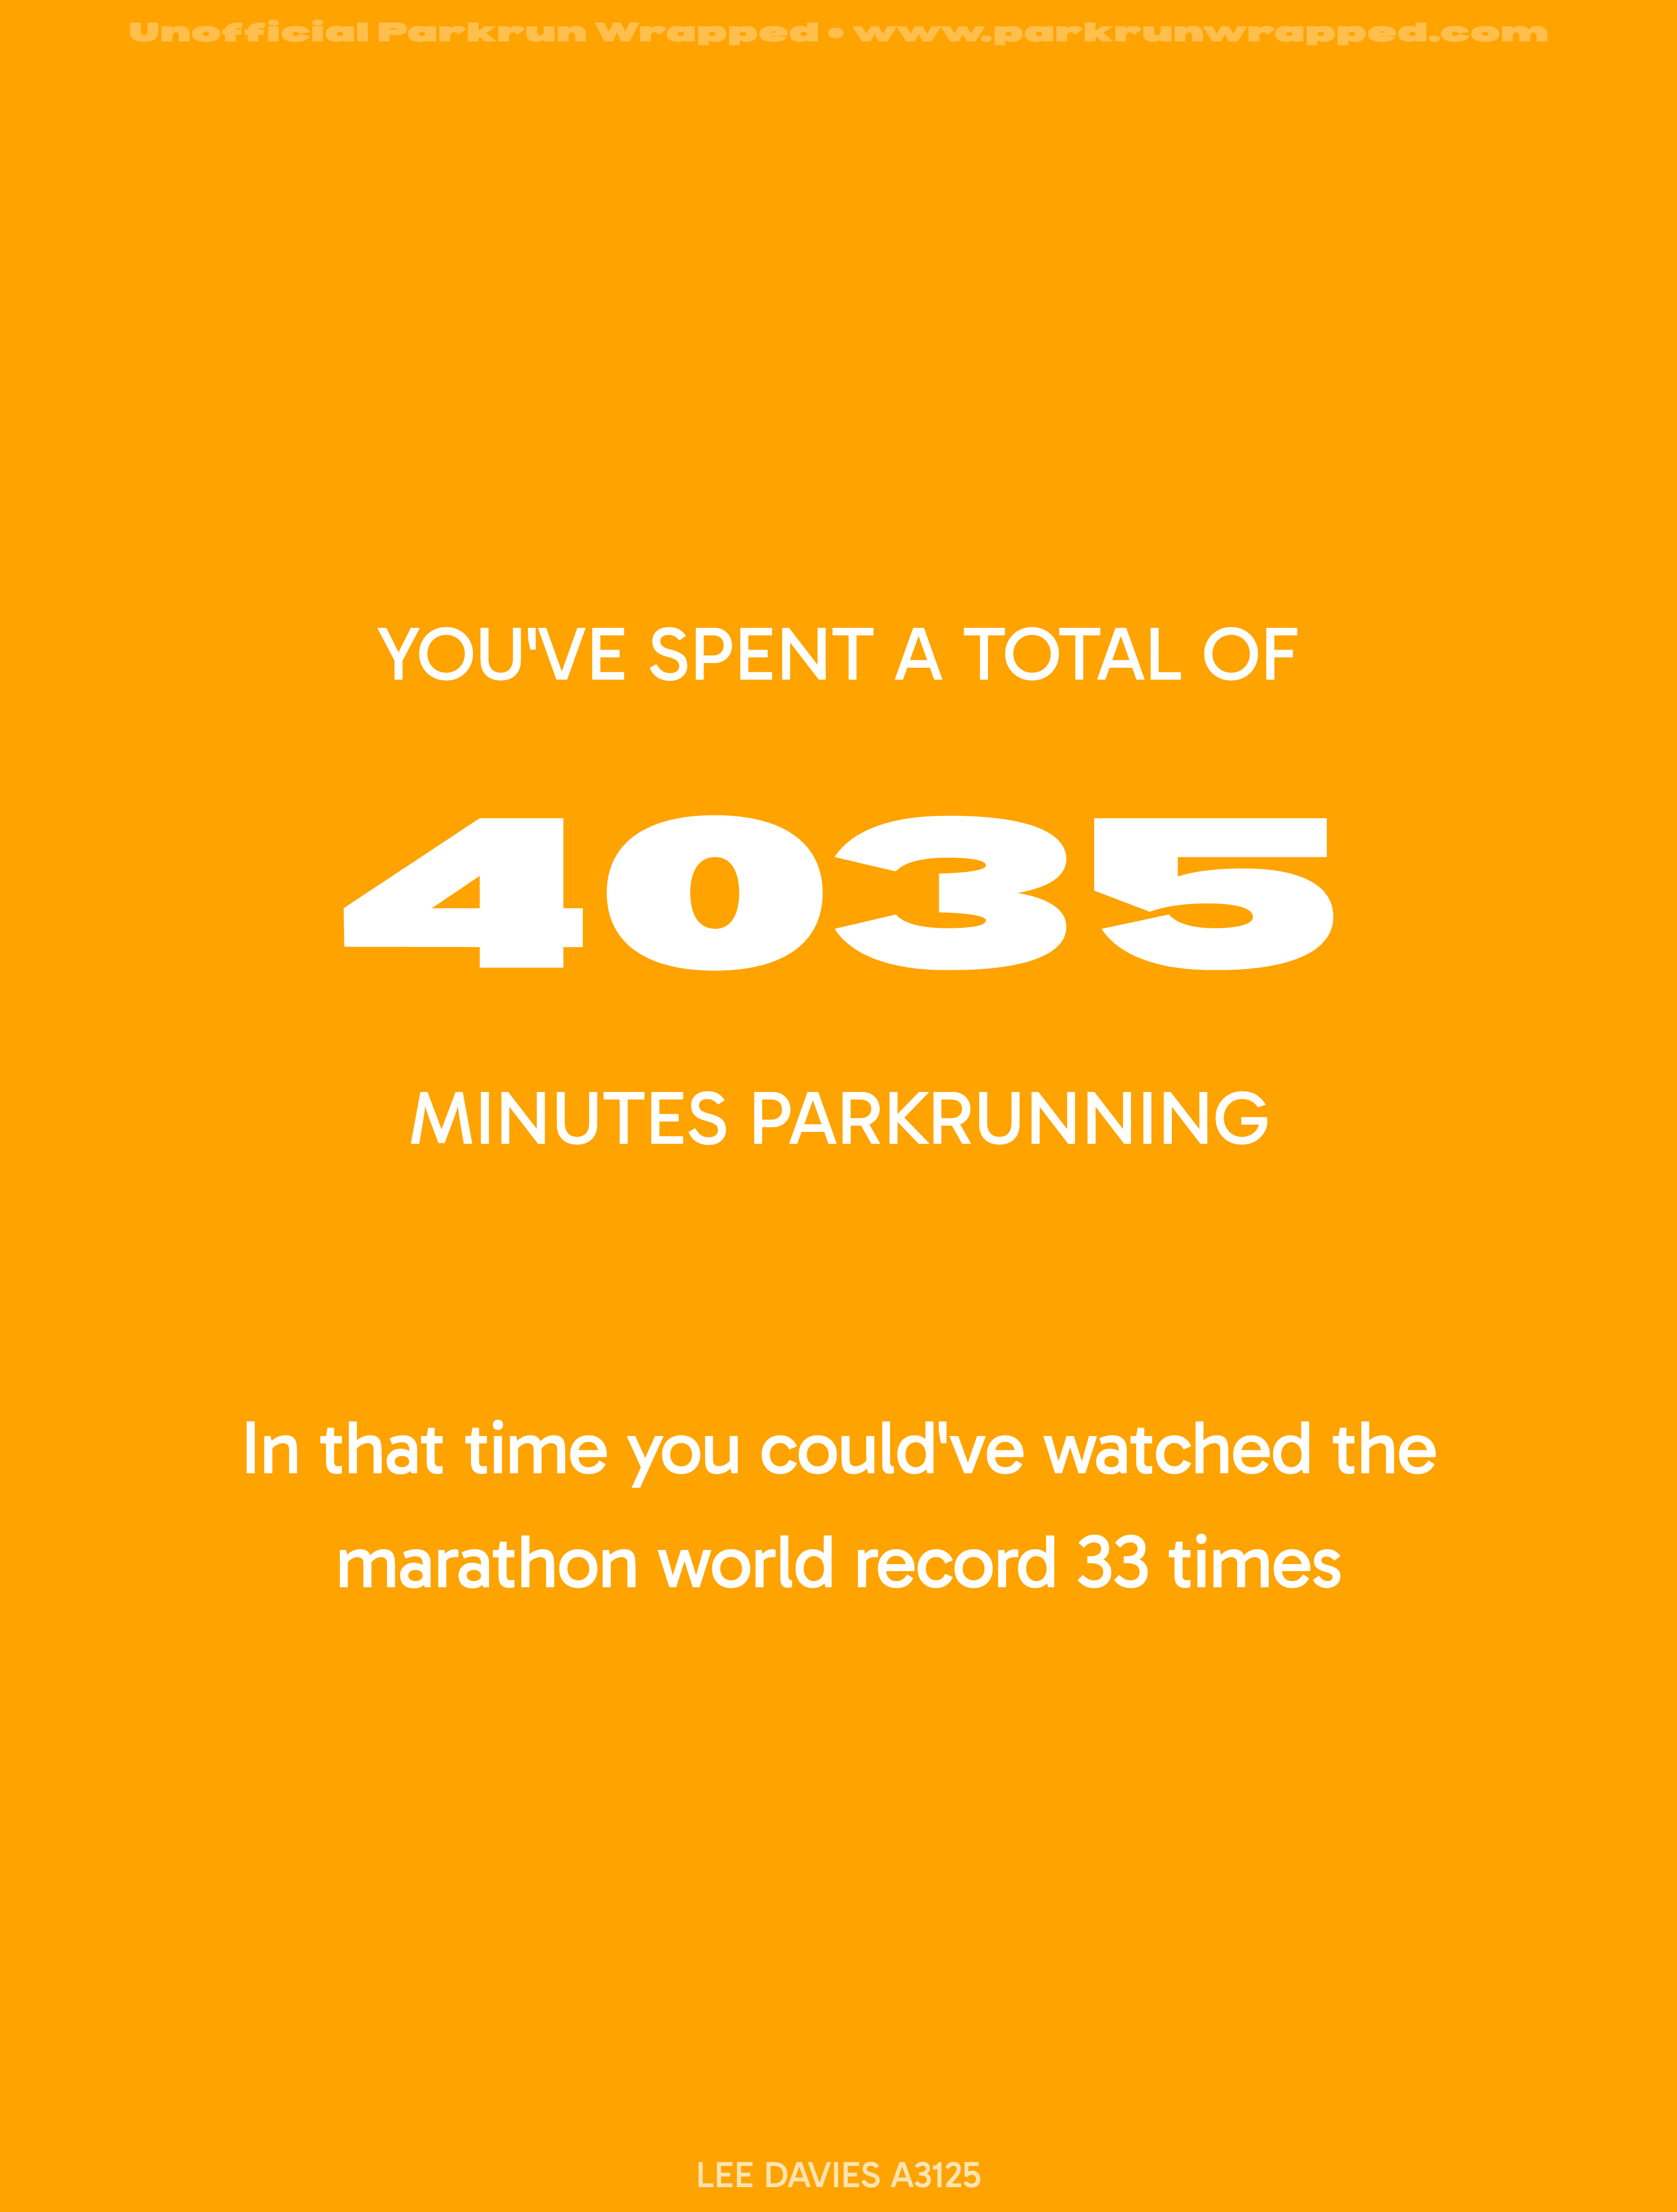 Unofficial Parkrun Wrapped • www.parkrunwrapped.com
YOU'VE SPENT A TOTAL OF
4035
MINUTES PARKRUNNING
In that time you could've watched the
marathon world record 33 times
LEE DAVIES A3125